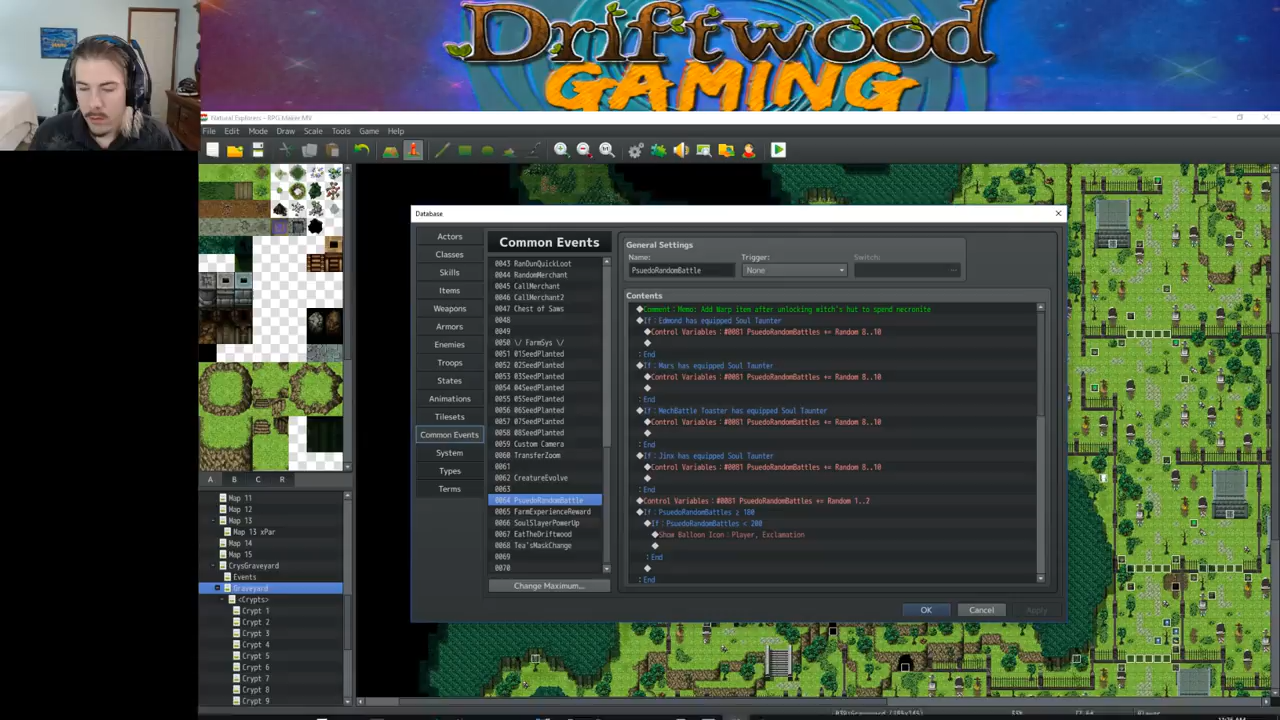 Driftwood
GAMING
Natural Explorers - RPG Maker MV
File Edit Mode Draw Scale Tools Game Help
Database
Actors
Classes
Skills
Items
Weapons
Armors
Enemies
Troops
States
Animations
Tilesets
Common Events
System
Types
Terms
Common Events
0043 RanDunQuickLoot
0044 RandomMerchant
0045 CallMerchant
0046 CallMerchant2
0047 Chest of Saws
0048
0049
0050 \/ FarmSys \/
0051 01SeedPlanted
0052 02SeedPlanted
0053 03SeedPlanted
0054 04SeedPlanted
0055 05SeedPlanted
0056 06SeedPlanted
0057 07SeedPlanted
0058 08SeedPlanted
0059 Custom Camera
0060 TransferZoom
0061
0062 CreatureEvolve
0063
0064 PsuedoRandomBattle
0065 FarmExperienceReward
0066 SoulSlayerPowerUp
0067 EatTheDriftwood
0068 Tea'sMaskChange
0069
0070
Change Maximum...
General Settings
Name: Trigger: Switch:
PsuedoRandomBattle None
Contents
◆Comment：Memo: Add Warp item after unlocking witch's hut to spend necronite
◆If：Edmond has equipped Soul Taunter
◆Control Variables：#0081 PsuedoRandomBattles += Random 8..10
◆
：End
◆If：Mars has equipped Soul Taunter
◆Control Variables：#0081 PsuedoRandomBattles += Random 8..10
◆
：End
◆If：MechBattle Toaster has equipped Soul Taunter
◆Control Variables：#0081 PsuedoRandomBattles += Random 8..10
◆
：End
◆If：Jinx has equipped Soul Taunter
◆Control Variables：#0081 PsuedoRandomBattles += Random 8..10
◆
：End
◆Control Variables：#0081 PsuedoRandomBattles += Random 1..2
◆If：PsuedoRandomBattles ≥ 180
◆If：PsuedoRandomBattles < 200
◆Show Balloon Icon：Player, Exclamation
◆
：End
◆
：End
OK Cancel Apply
A B C R
Map 11
Map 12
Map 13
Map 13 xPar
Map 14
Map 15
CrysGraveyard
Events
Graveyard
<Crypts>
Crypt 1
Crypt 2
Crypt 3
Crypt 4
Crypt 5
Crypt 6
Crypt 7
Crypt 8
Crypt 9